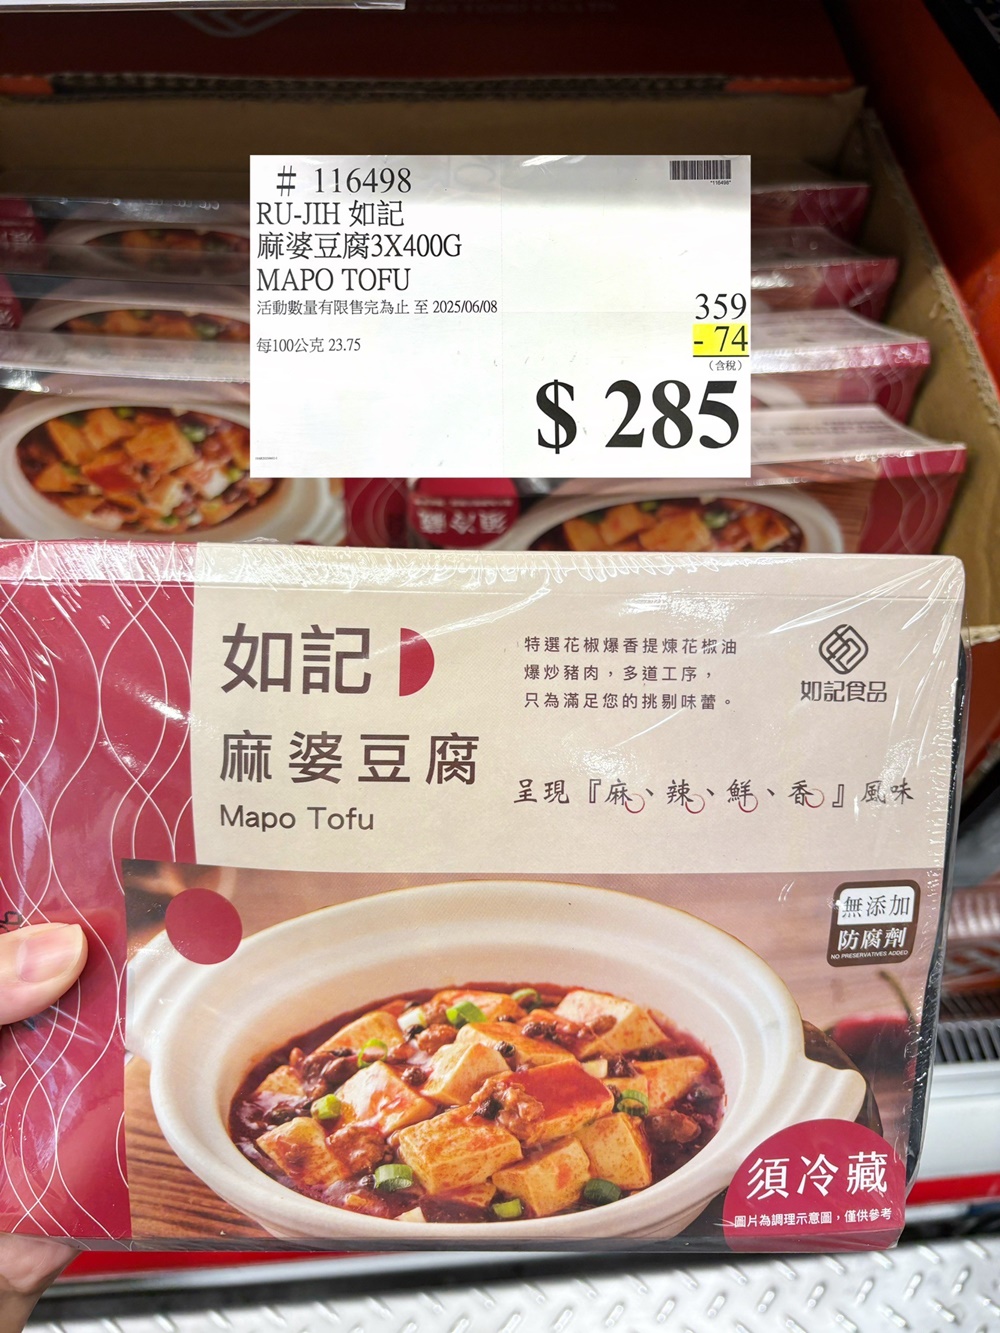 # 116498
*116498*
RU-JIH 如記
麻婆豆腐3X400G
MAPO TOFU
活動數量有限售完為止 至 2025/06/08
每100公克 23.75
359
- 74
（含稅）
$ 285
須冷藏
如記
麻婆豆腐
Mapo Tofu
特選花椒爆香提煉花椒油
爆炒豬肉，多道工序，
只為滿足您的挑剔味蕾。
如記食品
呈現『麻、辣、鮮、香』風味
無添加
防腐劑
NO PRESERVATIVES ADDED
須冷藏
圖片為調理示意圖，僅供參考